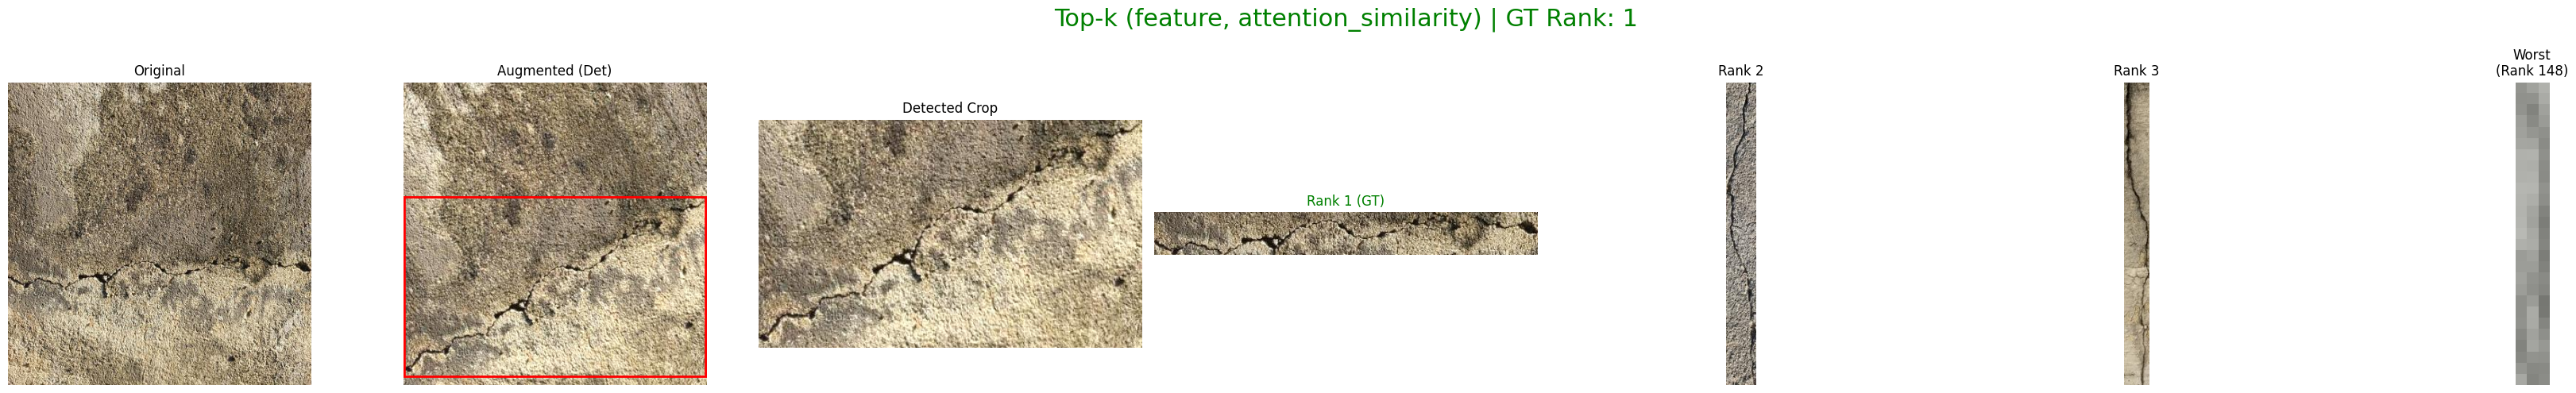 Top-k (feature, attention_similarity) | GT Rank: 1
Original
Augmented (Det)
Detected Crop
Rank 1 (GT)
Rank 2
Rank 3
Worst
(Rank 148)